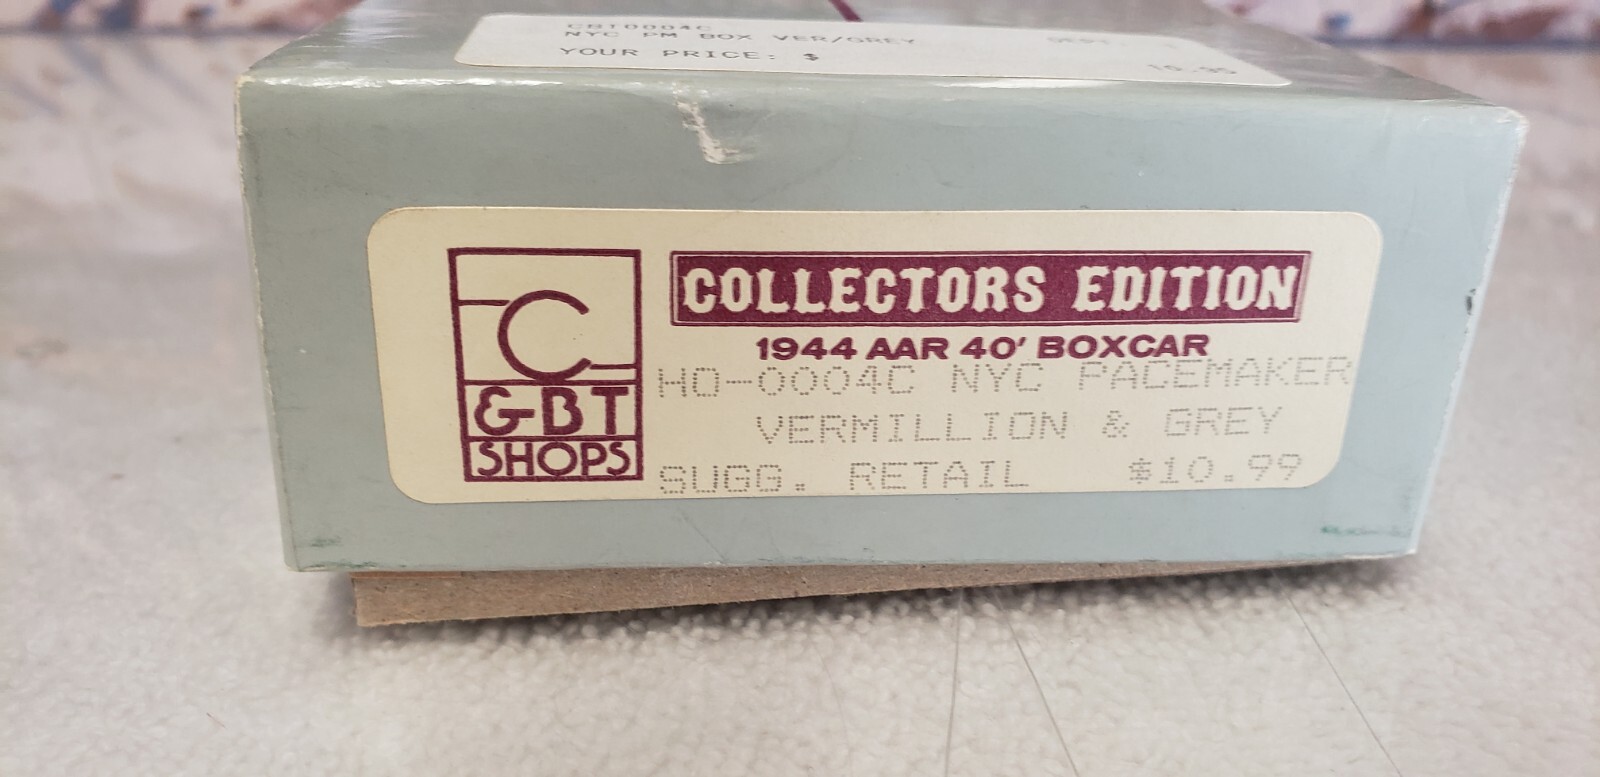 CBT0004C
NYC PM BOX VER/GREY
YOUR PRICE: $
C
&BT
SHOPS
COLLECTORS EDITION
1944 AAR 40' BOXCAR
HO-0004C NYC PACEMAKER
VERMILLION & GREY
SUGG. RETAIL $10.99